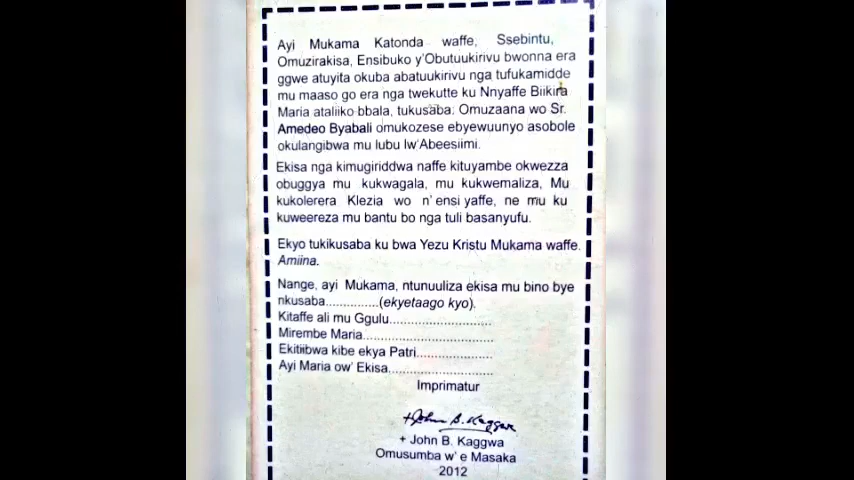 Ayi Mukama Katonda waffe, Ssebintu,
Omuzirakisa, Ensibuko y'Obutuukirivu bwonna era
ggwe atuyita okuba abatuukirivu nga tufukamidde
mu maaso go era nga twekutte ku Nnyaffe Biikira
Maria ataliiko bbala, tukusaba: Omuzaana wo Sr.
Amedeo Byabali omukozese ebyewuunyo asobole
okulangibwa mu lubu lw'Abeesiimi.
Ekisa nga kimugiriddwa naffe kituyambe okwezza
obuggya mu kukwagala, mu kukwemaliza, Mu
kukolerera Klezia wo n' ensi yaffe, ne mu ku
kuweereza mu bantu bo nga tuli basanyufu.
Ekyo tukikusaba ku bwa Yezu Kristu Mukama waffe.
Amiina.
Nange, ayi Mukama, ntunuuliza ekisa mu bino bye
nkusaba...............(ekyetaago kyo).
Kitaffe ali mu Ggulu.............................
Mirembe Maria....................................
Ekitiibwa kibe ekya Patri......................
Ayi Maria ow' Ekisa.............................
Imprimatur
+John B. Kaggwa
+ John B. Kaggwa
Omusumba w' e Masaka
2012